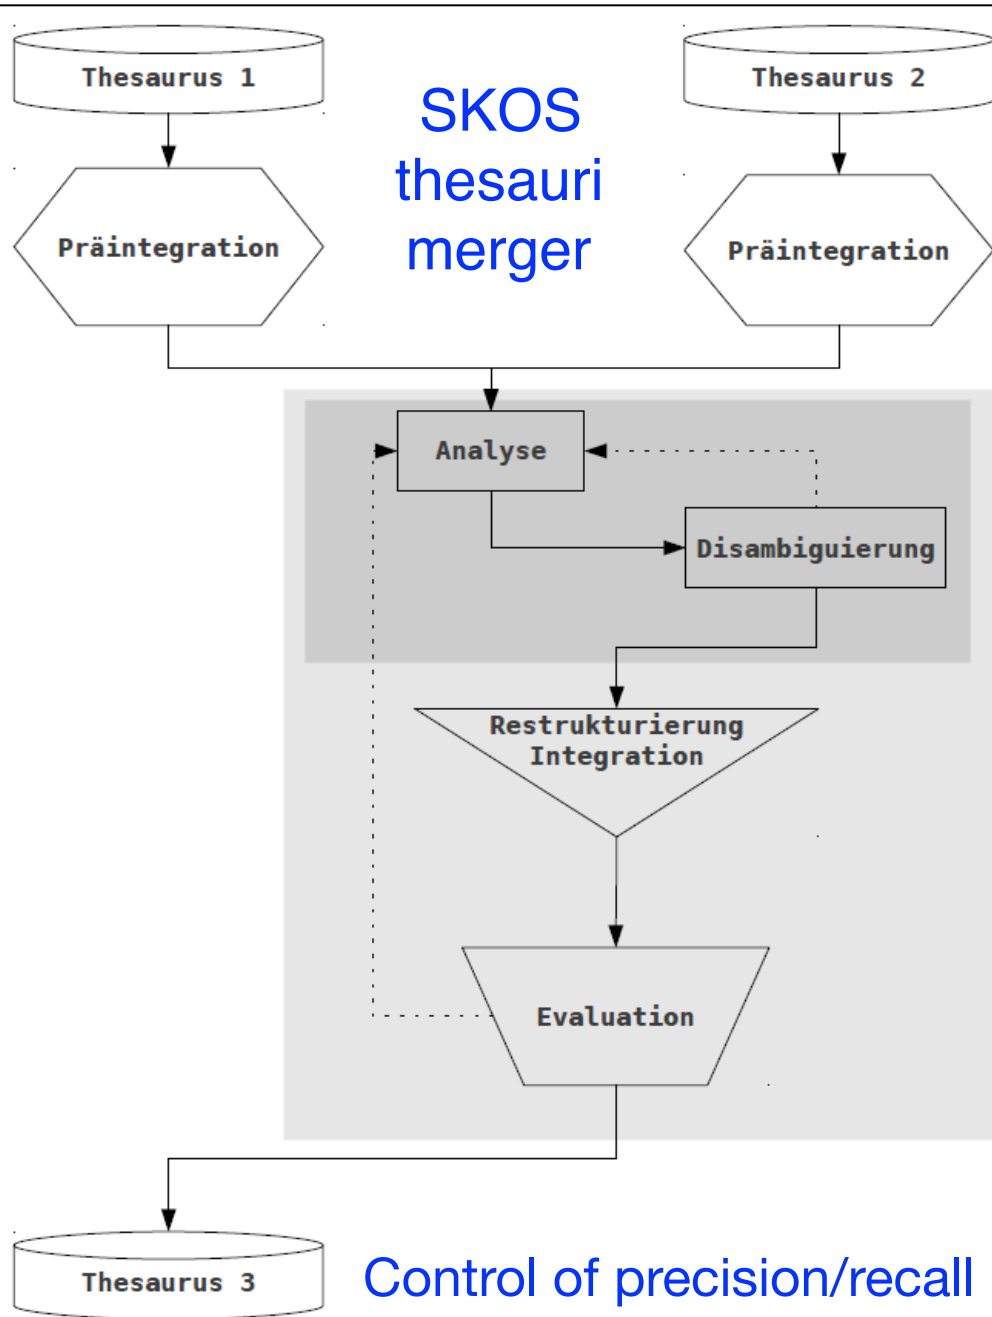 Thesaurus 1
Thesaurus 2
SKOS
thesauri
merger
Präintegration
Präintegration
Analyse
Disambiguierung
Restrukturierung
Integration
Evaluation
Thesaurus 3
Control of precision/recall